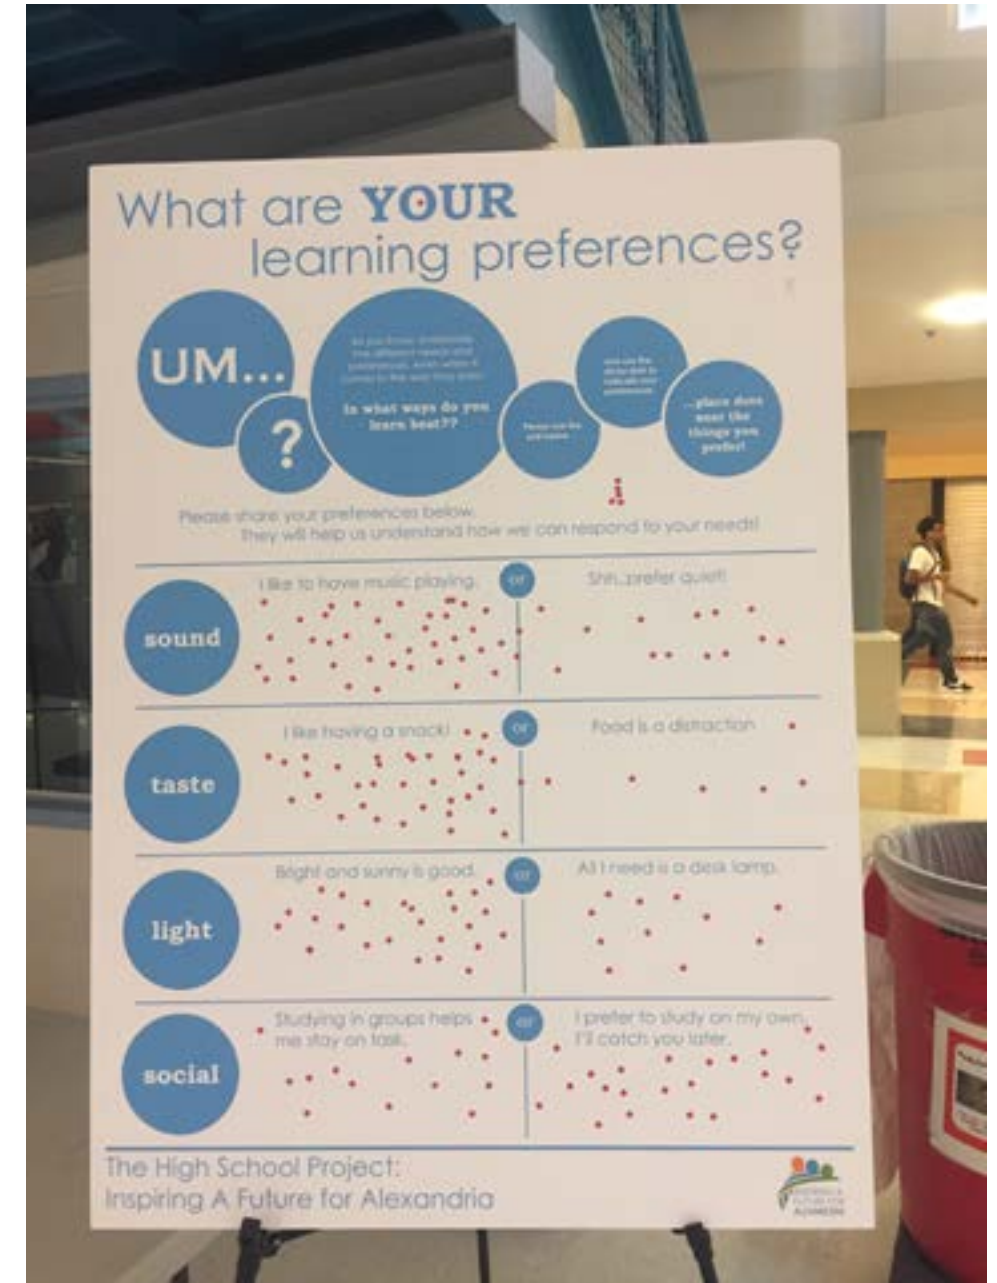 What are YOUR
learning preferences?
UM...
?
In what ways do you
learn best??
...place dots
near the
things you
prefer!
Please share your preferences below.
They will help us understand how we can respond to your needs!
sound
I like to have music playing.
or
Shh..prefer quiet!
taste
I like having a snack!
or
Food is a distraction
light
Bright and sunny is good.
or
All I need is a desk lamp.
social
Studying in groups helps
me stay on task.
or
I prefer to study on my own,
I'll catch you later.
The High School Project:
Inspiring A Future for Alexandria